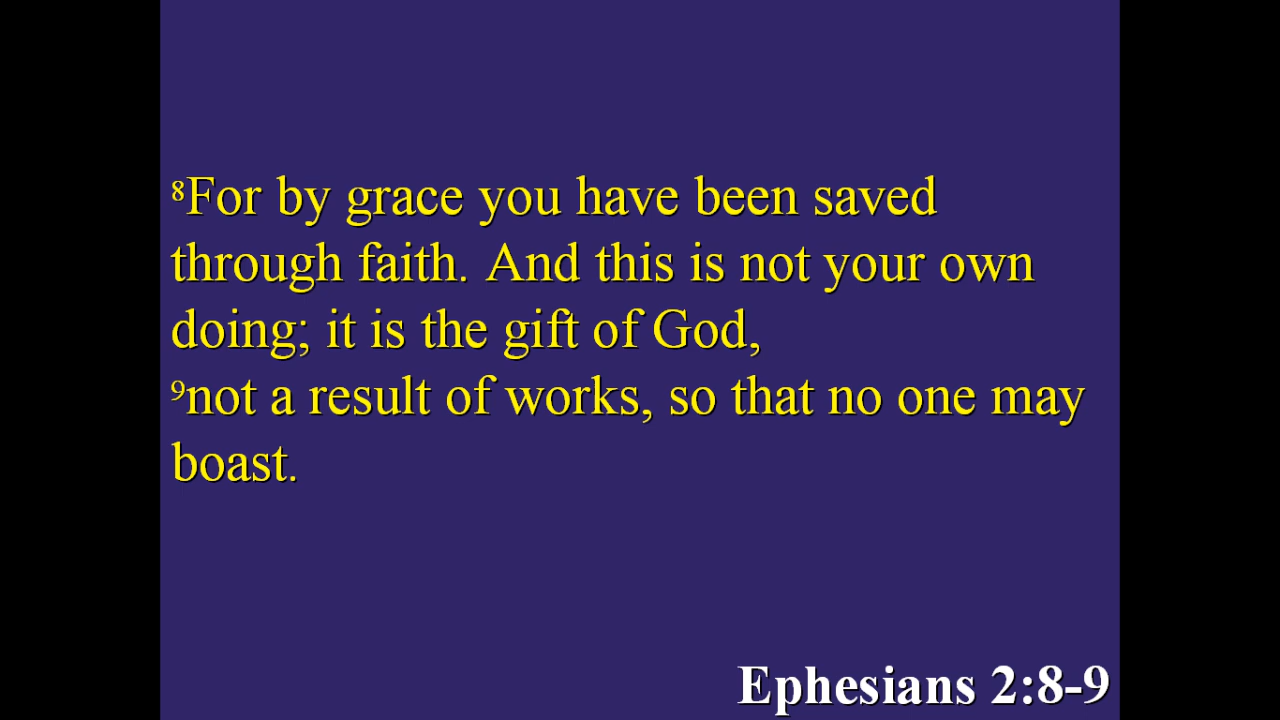 ⁸For by grace you have been saved
through faith. And this is not your own
doing; it is the gift of God,
⁹not a result of works, so that no one may
boast.
Ephesians 2:8-9